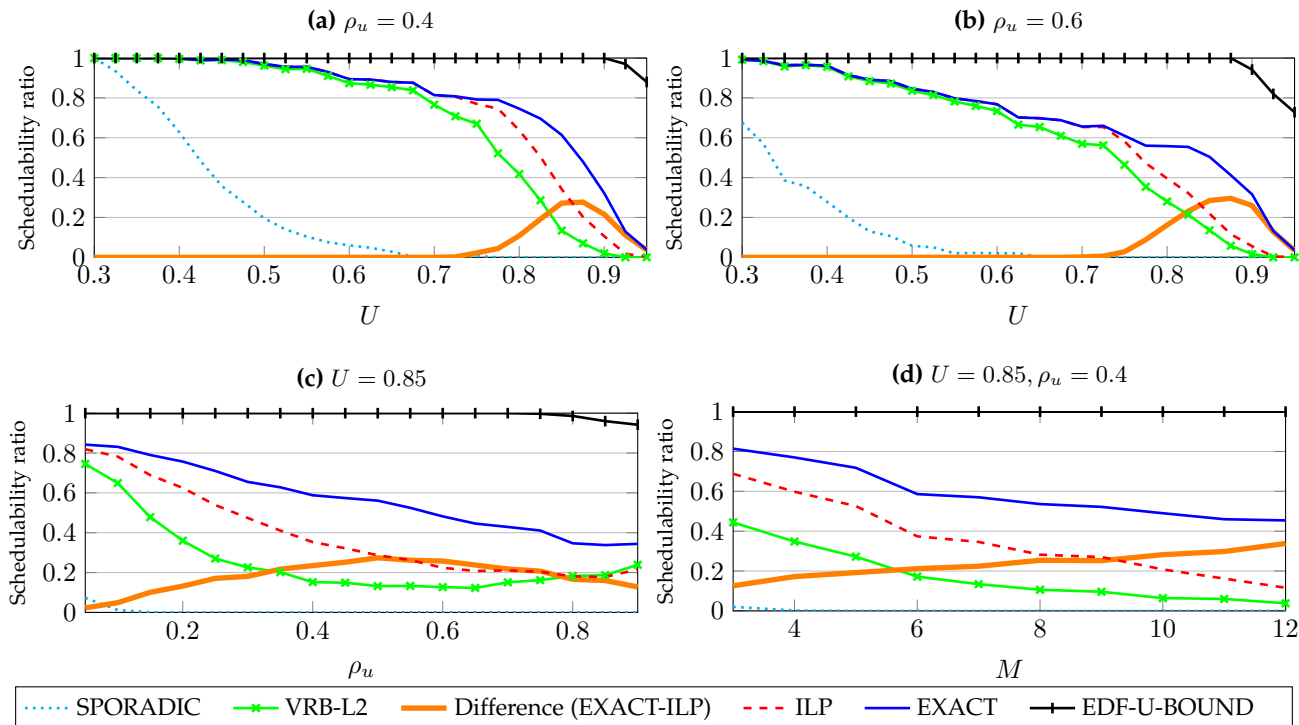 (a) ρᵤ = 0.4
Schedulability ratio
1
0.8
0.6
0.4
0.2
0
0.3 0.4 0.5 0.6 0.7 0.8 0.9
U
(b) ρᵤ = 0.6
Schedulability ratio
1
0.8
0.6
0.4
0.2
0
0.3 0.4 0.5 0.6 0.7 0.8 0.9
U
(c) U = 0.85
Schedulability ratio
1
0.8
0.6
0.4
0.2
0
0.2 0.4 0.6 0.8
ρᵤ
(d) U = 0.85, ρᵤ = 0.4
Schedulability ratio
1
0.8
0.6
0.4
0.2
0
4 6 8 10 12
M
SPORADIC VRB-L2 Difference (EXACT-ILP) ILP EXACT EDF-U-BOUND